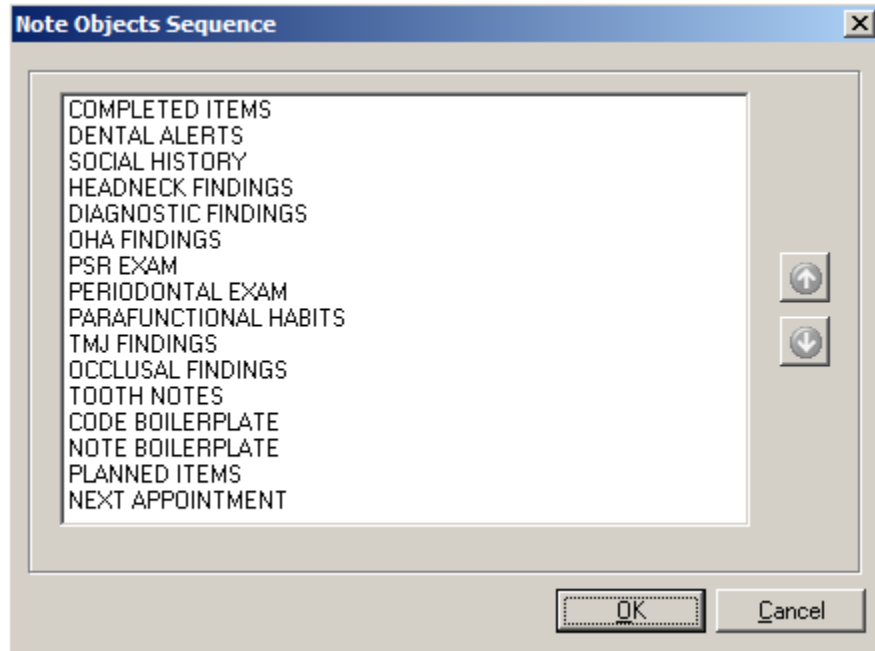 Note Objects Sequence
COMPLETED ITEMS
DENTAL ALERTS
SOCIAL HISTORY
HEADNECK FINDINGS
DIAGNOSTIC FINDINGS
OHA FINDINGS
PSR EXAM
PERIODONTAL EXAM
PARAFUNCTIONAL HABITS
TMJ FINDINGS
OCCLUSAL FINDINGS
TOOTH NOTES
CODE BOILERPLATE
NOTE BOILERPLATE
PLANNED ITEMS
NEXT APPOINTMENT
OK Cancel